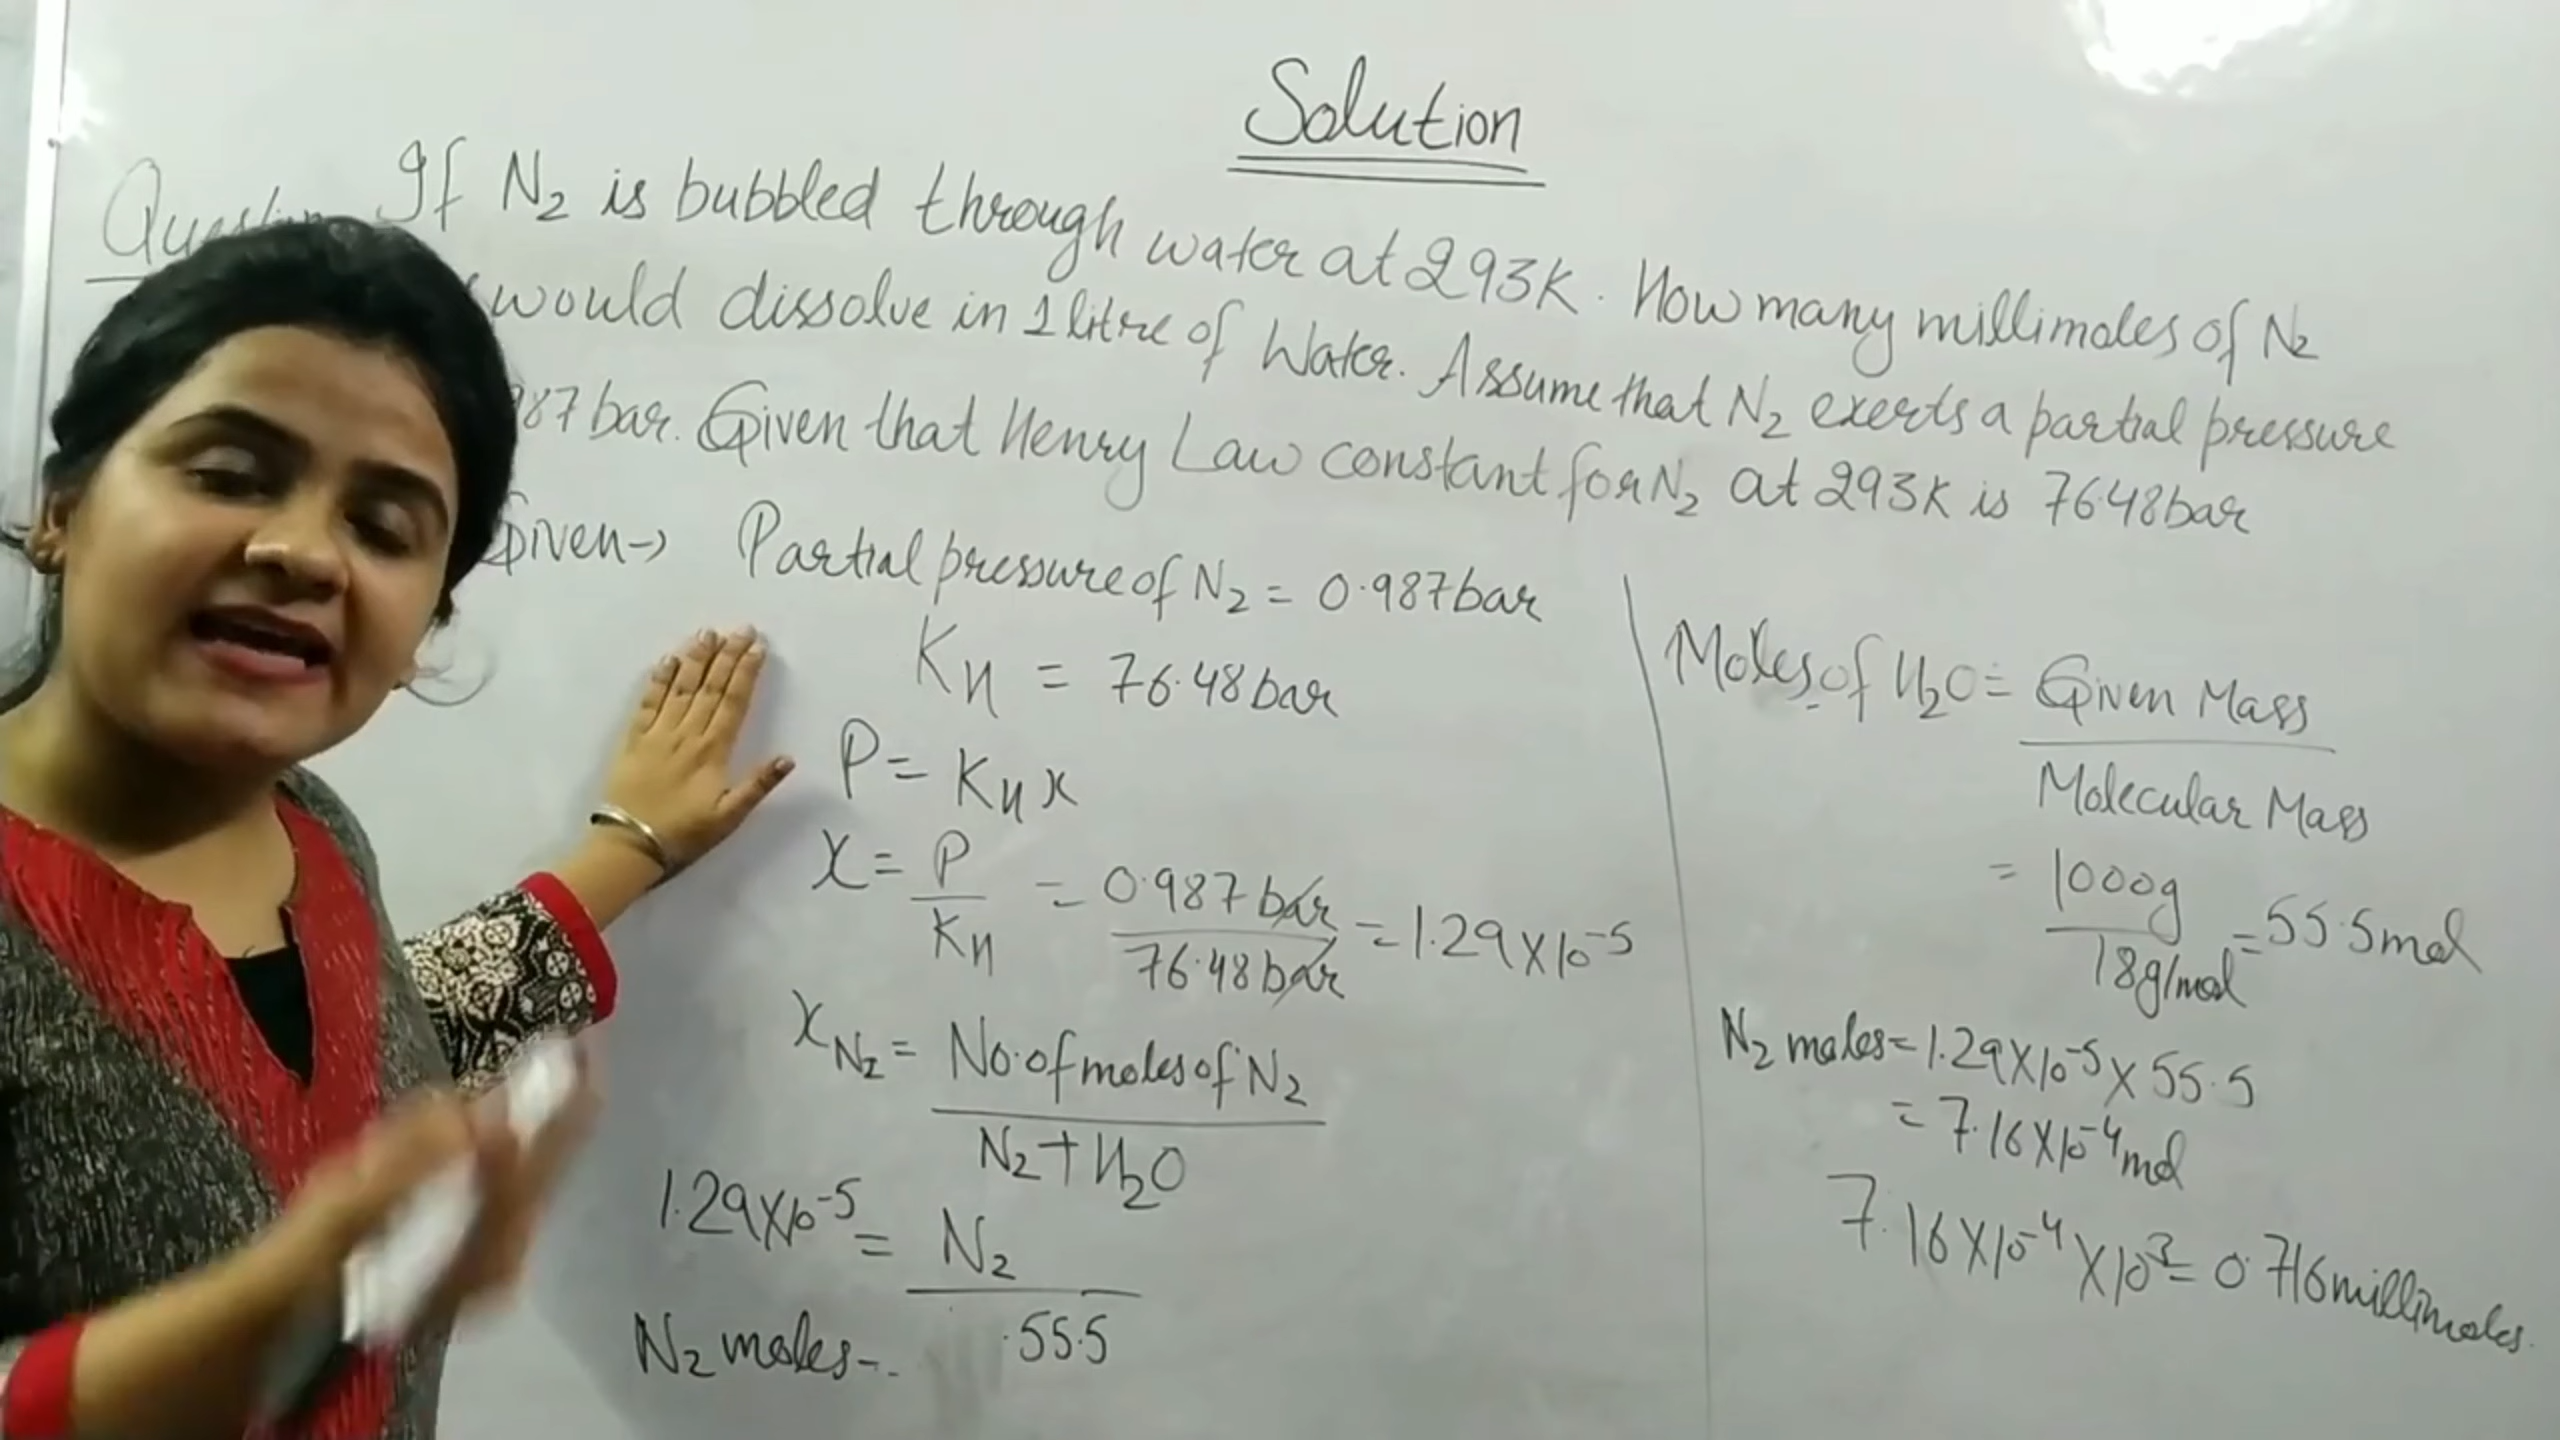 Solution
If N2 is bubbled through water at 293K. How many millimoles of N2
would dissolve in 1 litre of Water. Assume that N2 exerts a partial pressure
987 bar. Given that Henry Law constant for N2 at 293K is 76.48 bar
Given → Partial pressure of N2 = 0.987 bar
KH = 76.48 bar
P = KH x
x = P/KH = 0.987 bar/76.48 bar = 1.29 X 10-5
xN2 = No. of moles of N2
N2 + H2O
1.29 X 10-5 = N2
55.5
N2 moles =
Moles of H2O = Given Mass
Molecular Mass
= 1000g/18g/mol = 55.5 mol
N2 moles = 1.29 X 10-5 X 55.5
= 7.16 X 10-4 mol
7.16 X 10-4 X 103 = 0.716 millimoles.